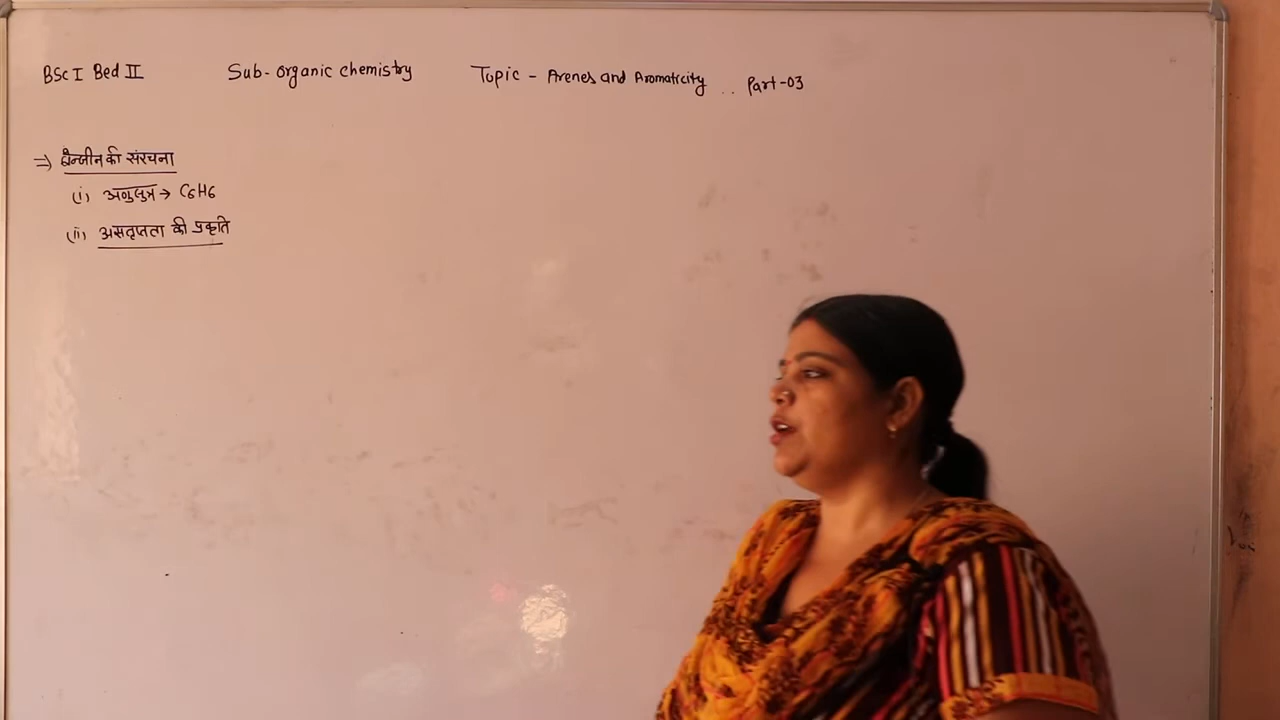 BSc I Bed II Sub- organic chemistry Topic - Arenes and Aromaticity .. Part-03
=> बेन्जीन की संरचना
(i) अणुसुत्र → C6H6
(ii) असतृप्तता की प्रकृति